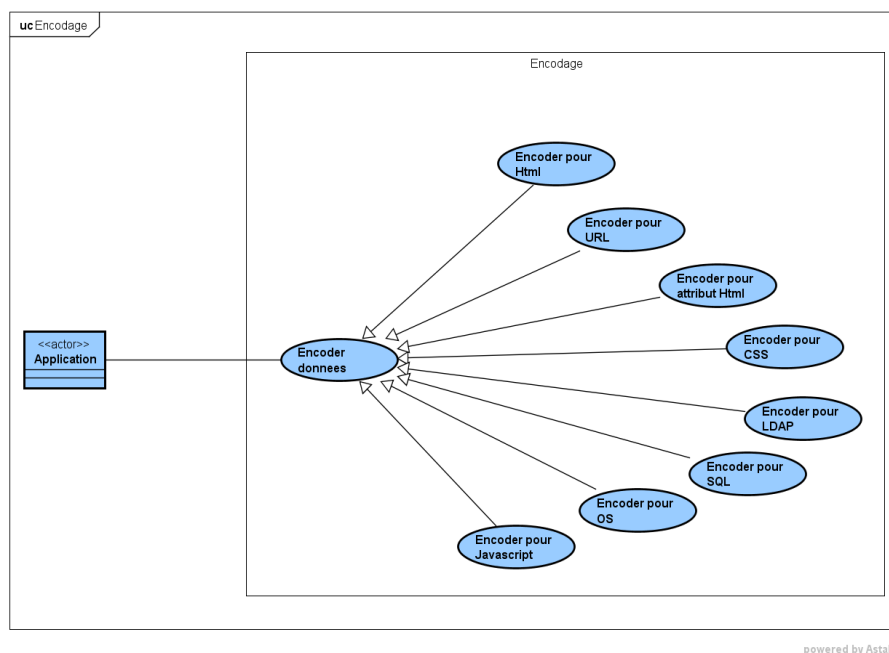 uc Encodage
Encodage
Encoder pour
Html
Encoder pour
URL
Encoder pour
attribut Html
<<actor>>
Application
Encoder
donnees
Encoder pour
CSS
Encoder pour
LDAP
Encoder pour
SQL
Encoder pour
OS
Encoder pour
Javascript
powered by Asta